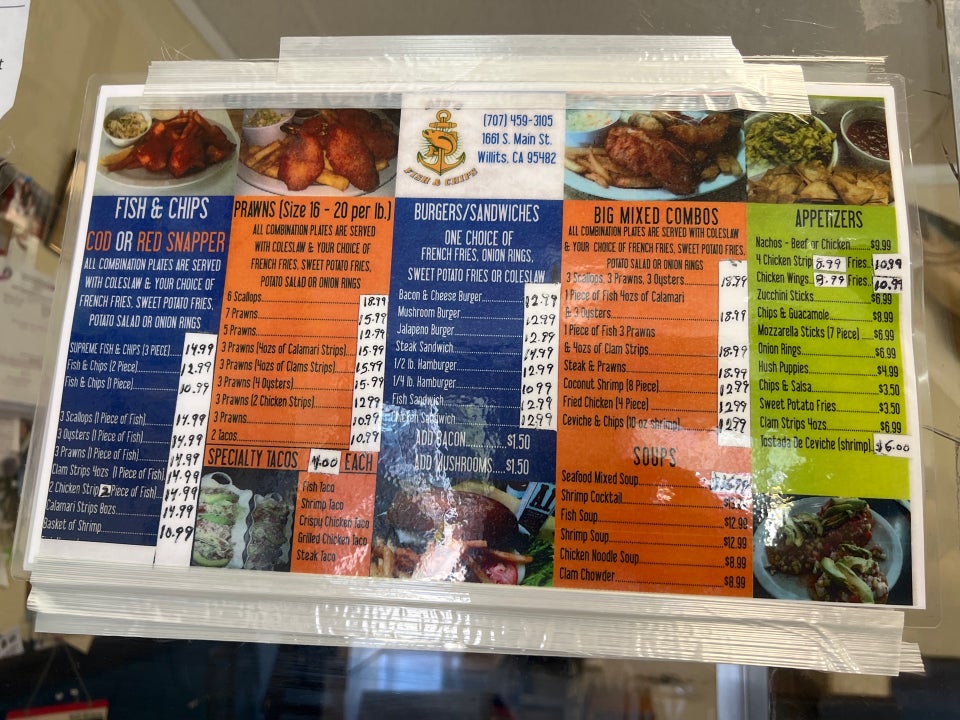 t
FISH & CHIPS
(707) 459-3105
1661 S. Main St.
Willits, CA 95482
FISH & CHIPS
COD OR RED SNAPPER
ALL COMBINATION PLATES ARE SERVED
WITH COLESLAW & YOUR CHOICE OF
FRENCH FRIES, SWEET POTATO FRIES,
POTATO SALAD OR ONION RINGS
SUPREME FISH & CHIPS (3 PIECE)..... 14.99
Fish & Chips (2 Piece) 12.99
Fish & Chips (1 Piece) 10.99
3 Scallops (1 Piece of Fish) 14.99
3 Oysters (1 Piece of Fish) 14.99
3 Prawns (1 Piece of Fish) 14.99
Clam Strips 4ozs (1 Piece of Fish) 14.99
2 Chicken Strip 2 Piece of Fish) 14.99
Calamari Strips 8ozs 14.99
Basket of Shrimp 10.99
PRAWNS (Size 16 - 20 per lb.)
ALL COMBINATION PLATES ARE SERVED
WITH COLESLAW & YOUR CHOICE OF
FRENCH FRIES, SWEET POTATO FRIES,
POTATO SALAD OR ONION RINGS
6 Scallops 18.99
7 Prawns 15.99
5 Prawns 12.99
3 Prawns (4ozs of Calamari Strips) 15.99
3 Prawns (4ozs of Clams Strips) 15.99
3 Prawns (4 Oysters) 15.99
3 Prawns (2 Chicken Strips) 12.99
3 Prawns 10.99
2 Tacos 10.99
SPECIALTY TACOS 4.00 EACH
Fish Taco
Shrimp Taco
Crispy Chicken Taco
Grilled Chicken Taco
Steak Taco
BURGERS/SANDWICHES
ONE CHOICE OF
FRENCH FRIES, ONION RINGS,
SWEET POTATO FRIES OR COLESLAW
Bacon & Cheese Burger 12.99
Mushroom Burger 12.99
Jalapeno Burger 12.99
Steak Sandwich 14.99
1/2 lb. Hamburger 12.99
1/4 lb. Hamburger 10.99
Fish Sandwich 12.99
Chicken Sandwich 12.99
ADD BACON $1.50
ADD MUSHROOMS $1.50
BIG MIXED COMBOS
ALL COMBINATION PLATES ARE SERVED WITH COLESLAW
& YOUR CHOICE OF FRENCH FRIES, SWEET POTATO FRIES,
POTATO SALAD OR ONION RINGS
3 Scallops, 3 Prawns, 3 Oysters 18.99
1 Piece of Fish 4ozs of Calamari
& 3 Oysters 18.99
1 Piece of Fish 3 Prawns
& 4ozs of Clam Strips 18.99
Steak & Prawns 18.99
Coconut Shrimp (8 Piece) 12.99
Fried Chicken (4 Piece) 12.99
Ceviche & Chips (10 oz shrimp) 12.99
SOUPS
Seafood Mixed Soup
Shrimp Cocktail
Fish Soup $12.99
Shrimp Soup $12.99
Chicken Noodle Soup $8.99
Clam Chowder $8.99
APPETIZERS
Nachos - Beef or Chicken $9.99
4 Chicken Strip 8.99 Fries 10.99
Chicken Wings 8.99 Fries 10.99
Zucchini Sticks $6.99
Chips & Guacamole $8.99
Mozzarella Sticks (7 Piece) $6.99
Onion Rings $6.99
Hush Puppies $4.99
Chips & Salsa $3.50
Sweet Potato Fries $3.50
Clam Strips 4ozs $6.99
Tostada De Ceviche (shrimp) $6.00